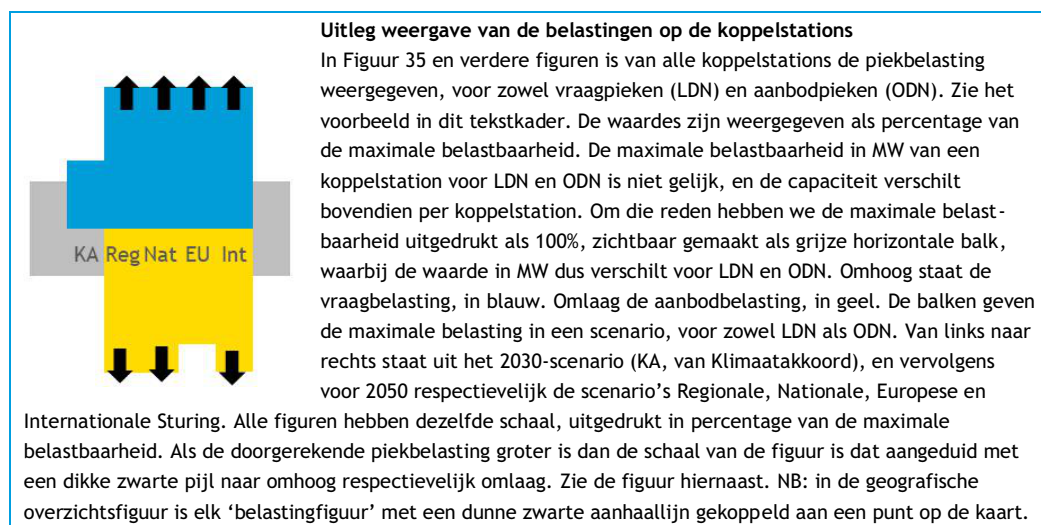 Uitleg weergave van de belastingen op de koppelstations
In Figuur 35 en verdere figuren is van alle koppelstations de piekbelasting
weergegeven, voor zowel vraagpieken (LDN) en aanbodpieken (ODN). Zie het
voorbeeld in dit tekstkader. De waardes zijn weergegeven als percentage van
de maximale belastbaarheid. De maximale belastbaarheid in MW van een
koppelstation voor LDN en ODN is niet gelijk, en de capaciteit verschilt
bovendien per koppelstation. Om die reden hebben we de maximale belast-
baarheid uitgedrukt als 100%, zichtbaar gemaakt als grijze horizontale balk,
waarbij de waarde in MW dus verschilt voor LDN en ODN. Omhoog staat de
vraagbelasting, in blauw. Omlaag de aanbodbelasting, in geel. De balken geven
de maximale belasting in een scenario, voor zowel LDN als ODN. Van links naar
rechts staat uit het 2030-scenario (KA, van Klimaatakkoord), en vervolgens
voor 2050 respectievelijk de scenario's Regionale, Nationale, Europese en
Internationale Sturing. Alle figuren hebben dezelfde schaal, uitgedrukt in percentage van de maximale
belastbaarheid. Als de doorgerekende piekbelasting groter is dan de schaal van de figuur is dat aangeduid met
een dikke zwarte pijl naar omhoog respectievelijk omlaag. Zie de figuur hiernaast. NB: in de geografische
overzichtsfiguur is elk ‘belastingfiguur’ met een dunne zwarte aanhaallijn gekoppeld aan een punt op de kaart.
KA Reg Nat EU Int